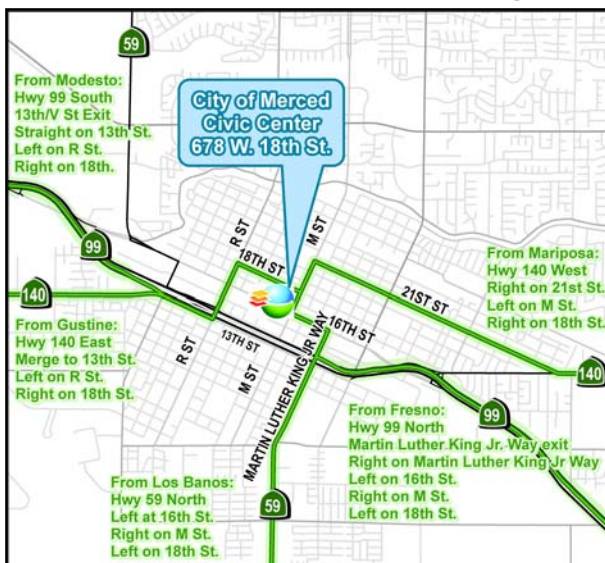 59
From Modesto:
Hwy 99 South
13th/V St Exit
Straight on 13th St.
Left on R St.
Right on 18th.
City of Merced
Civic Center
678 W. 18th St.
R ST
M ST
18TH ST
99
140
21ST ST
From Mariposa:
Hwy 140 West
Right on 21st St.
Left on M St.
Right on 18th St.
16TH ST
13TH ST
R ST
M ST
MARTIN LUTHER KING JR WAY
140
From Gustine:
Hwy 140 East
Merge to 13th St.
Left on R St.
Right on 18th St.
99
From Fresno:
Hwy 99 North
Martin Luther King Jr. Way exit
Right on Martin Luther King Jr Way
Left on 16th St.
Right on M St.
Left on 18th St.
From Los Banos:
Hwy 59 North
Left at 16th St.
Right on M St.
Left on 18th St.
59